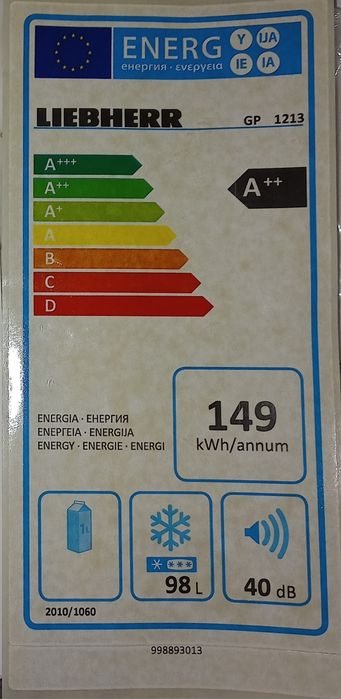 ENERG Y IJA
енергия · ενεργεια IE IA
LIEBHERR GP 1213
A+++
A++ A++
A+
A
B
C
D
ENERGIA · ЕНЕРГИЯ
ΕΝΕΡΓΕΙΑ · ENERGIJA
ENERGY · ENERGIE · ENERGI
149
kWh/annum
1L
98 L
40 dB
2010/1060
998893013